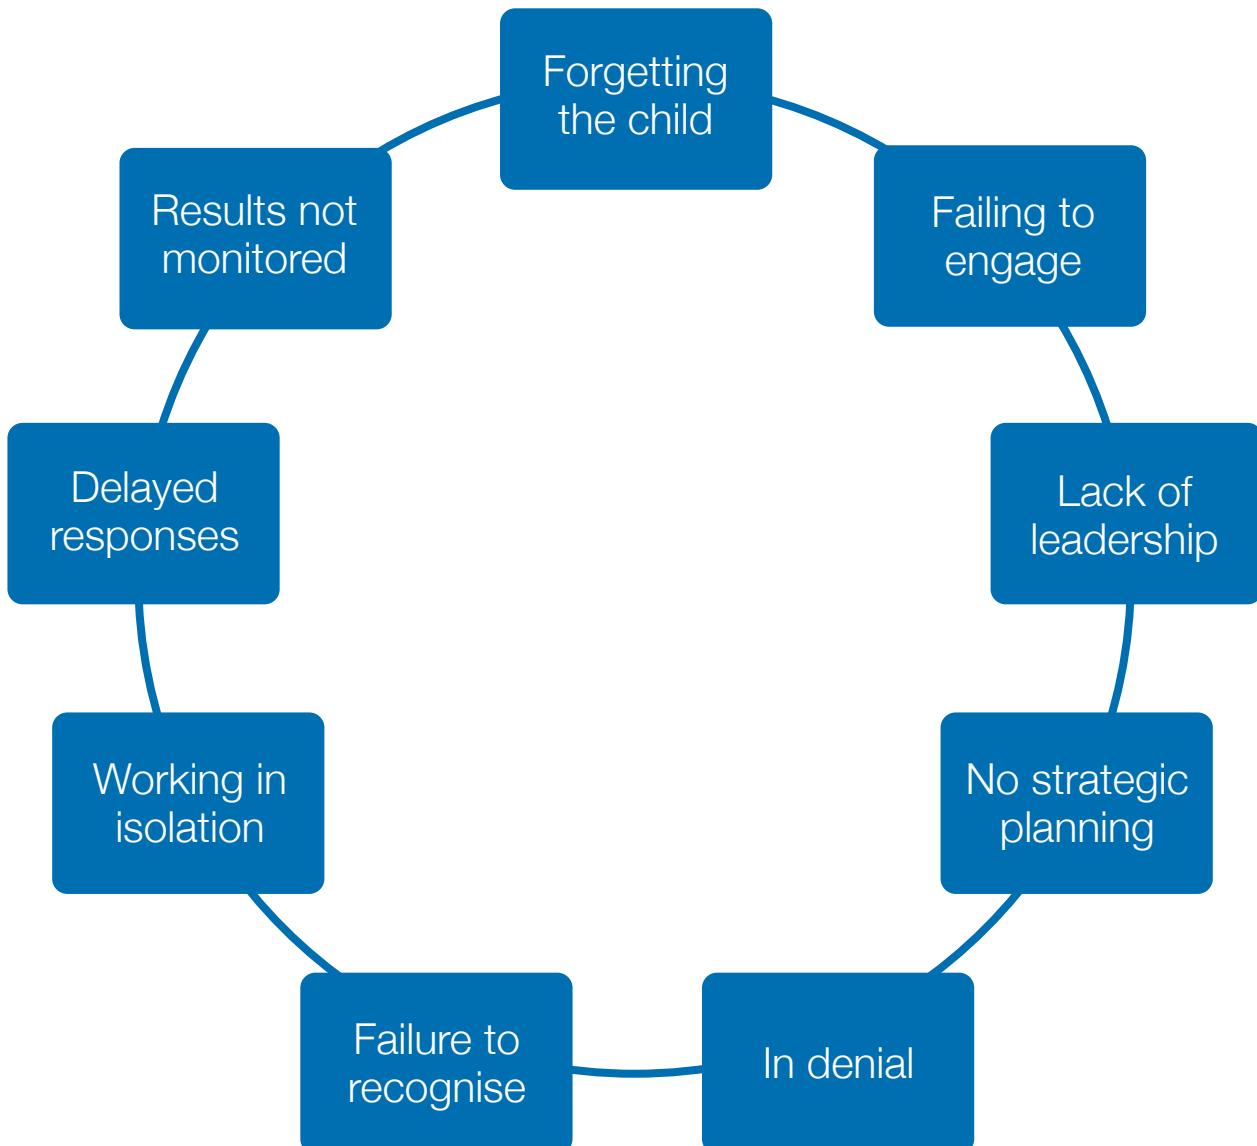 Forgetting
the child
Failing to
engage
Lack of
leadership
No strategic
planning
In denial
Failure to
recognise
Working in
isolation
Delayed
responses
Results not
monitored